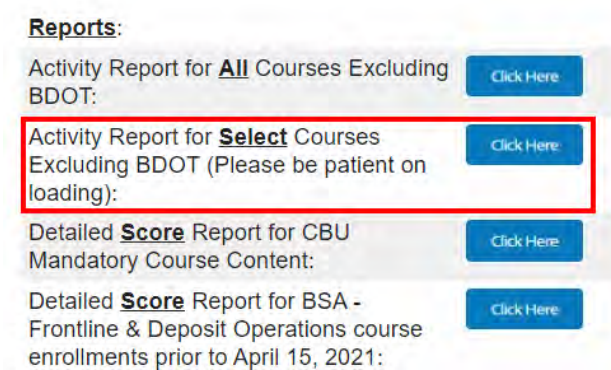 Reports:
Activity Report for All Courses Excluding
BDOT:
Click Here
Activity Report for Select Courses
Excluding BDOT (Please be patient on
loading):
Click Here
Detailed Score Report for CBU
Mandatory Course Content:
Click Here
Detailed Score Report for BSA -
Frontline & Deposit Operations course
enrollments prior to April 15, 2021:
Click Here